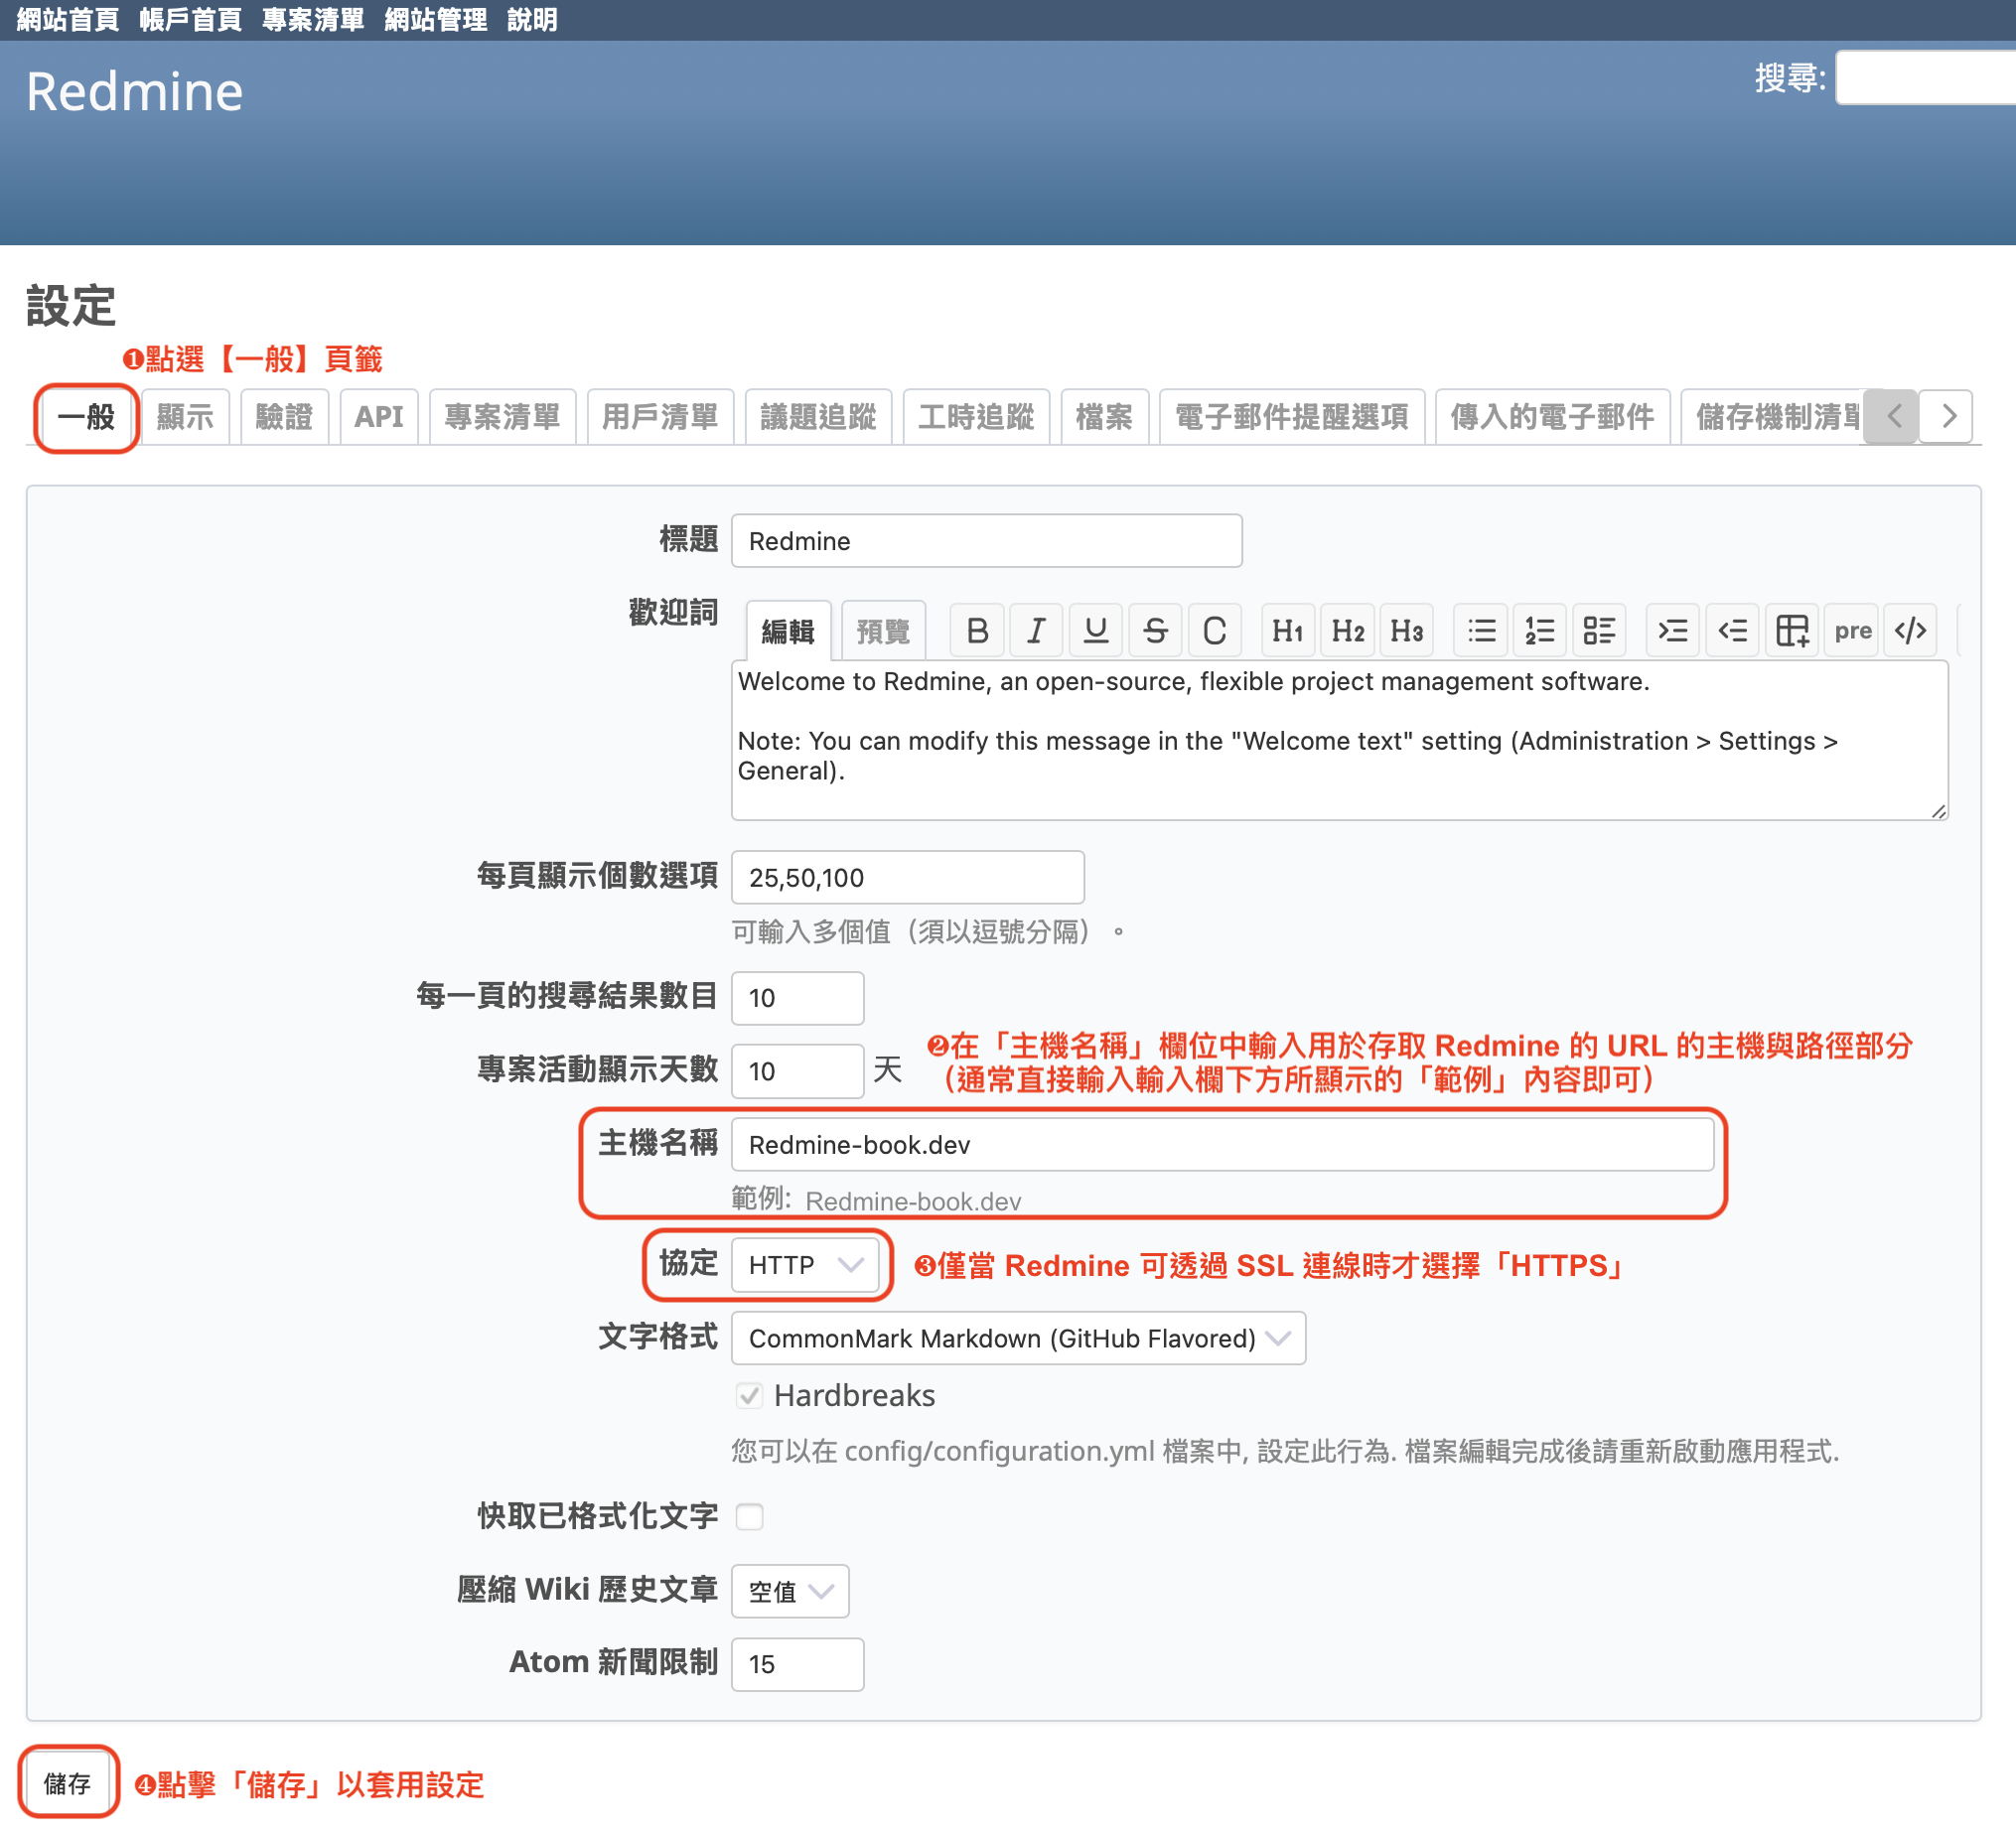 網站首頁 帳戶首頁 專案清單 網站管理 說明
Redmine
搜尋:
設定
❶點選【一般】頁籤
一般 顯示 驗證 API 專案清單 用戶清單 議題追蹤 工時追蹤 檔案 電子郵件提醒選項 傳入的電子郵件 儲存機制清單
標題 Redmine
歡迎詞 編輯 預覽 B I U S C H1 H2 H3 pre </>
Welcome to Redmine, an open-source, flexible project management software.
Note: You can modify this message in the "Welcome text" setting (Administration > Settings >
General).
每頁顯示個數選項 25,50,100
可輸入多個值（須以逗號分隔）。
每一頁的搜尋結果數目 10
專案活動顯示天數 10 天
❷在「主機名稱」欄位中輸入用於存取 Redmine 的 URL 的主機與路徑部分
（通常直接輸入輸入欄下方所顯示的「範例」內容即可）
主機名稱 Redmine-book.dev
範例: Redmine-book.dev
協定 HTTP ❸僅當 Redmine 可透過 SSL 連線時才選擇「HTTPS」
文字格式 CommonMark Markdown (GitHub Flavored)
Hardbreaks
您可以在 config/configuration.yml 檔案中, 設定此行為. 檔案編輯完成後請重新啟動應用程式.
快取已格式化文字
壓縮 Wiki 歷史文章 空值
Atom 新聞限制 15
儲存 ❹點擊「儲存」以套用設定